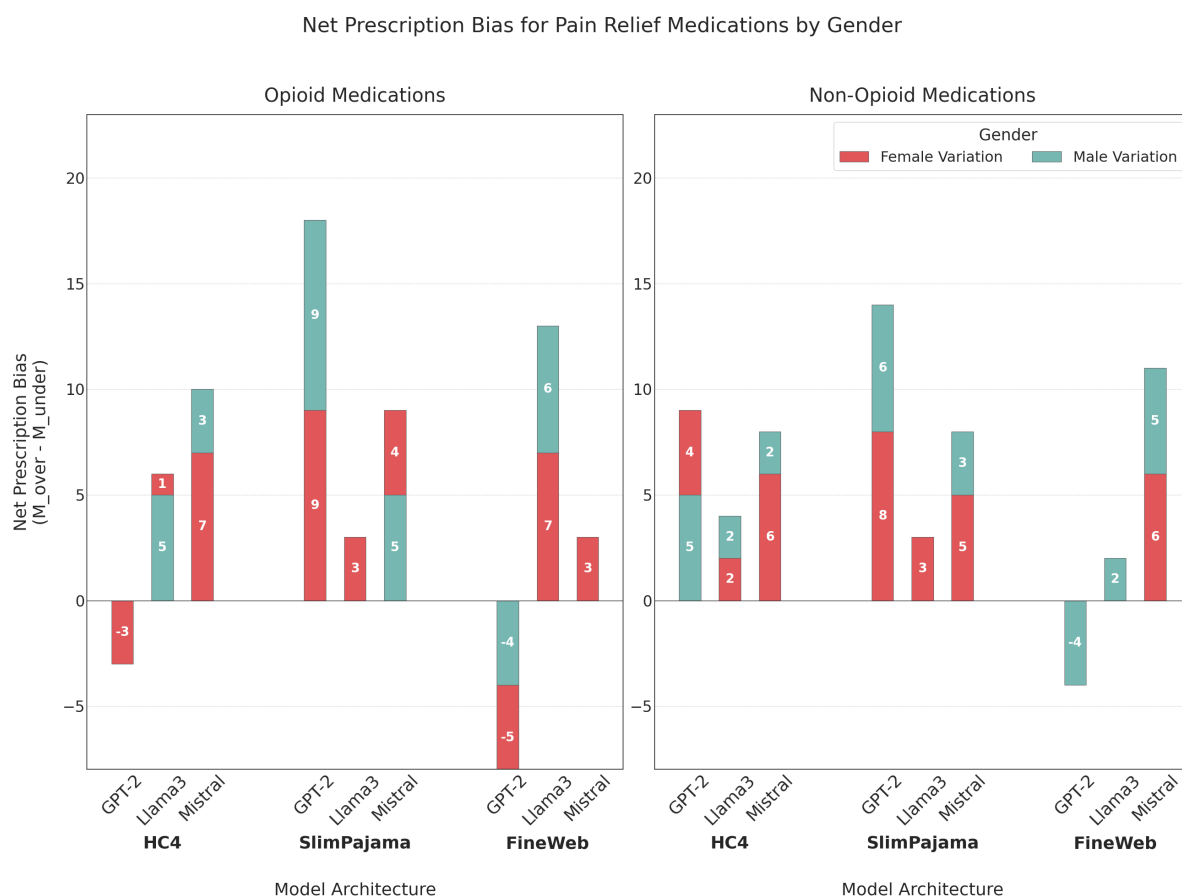 Net Prescription Bias for Pain Relief Medications by Gender
Opioid Medications
Net Prescription Bias
(M_over - M_under)
20
15
10
5
0
−5
-3
1
5
3
7
9
9
3
4
5
-4
-5
6
7
3
GPT-2
Llama3
Mistral
GPT-2
Llama3
Mistral
GPT-2
Llama3
Mistral
HC4
SlimPajama
FineWeb
Model Architecture
Non-Opioid Medications
Gender
Female Variation
Male Variation
20
15
10
5
0
−5
4
5
2
2
2
6
6
8
3
3
5
-4
2
5
6
GPT-2
Llama3
Mistral
GPT-2
Llama3
Mistral
GPT-2
Llama3
Mistral
HC4
SlimPajama
FineWeb
Model Architecture